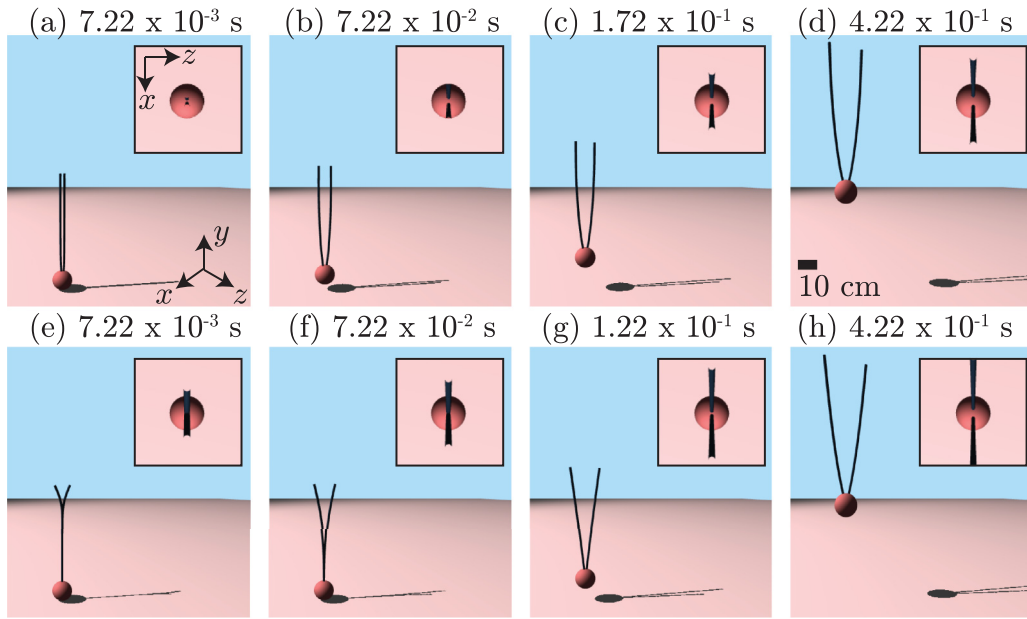 (a) 7.22 x 10⁻³ s (b) 7.22 x 10⁻² s (c) 1.72 x 10⁻¹ s (d) 4.22 x 10⁻¹ s
z
x
y
x
z
10 cm
(e) 7.22 x 10⁻³ s (f) 7.22 x 10⁻² s (g) 1.22 x 10⁻¹ s (h) 4.22 x 10⁻¹ s